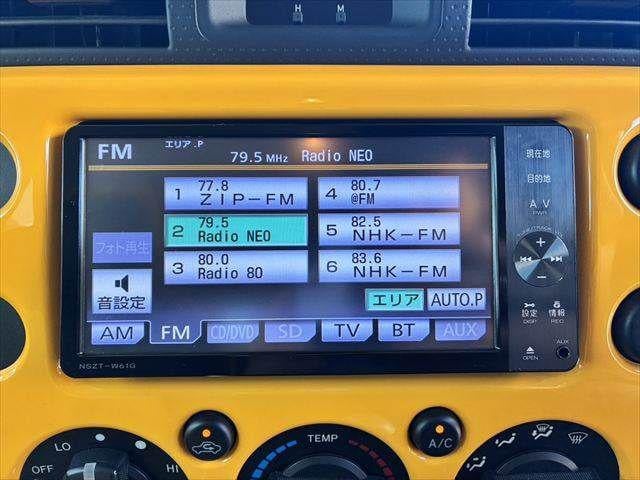 H M
FM エリア.P 79.5 MHz Radio NEO
1 77.8 ZIP-FM
2 79.5 Radio NEO
3 80.0 Radio 80
4 80.7 @FM
5 82.5 NHK-FM
6 83.6 NHK-FM
フォト再生
音設定
エリア AUTO.P
AM FM CD/DVD SD TV BT AUX
NSZT-W61G
現在地
目的地
A V
PWR
TUNE/TRACK
+
−
設定 情報
DISP REC
OPEN AUX
OFF LO HI
TEMP
A/C